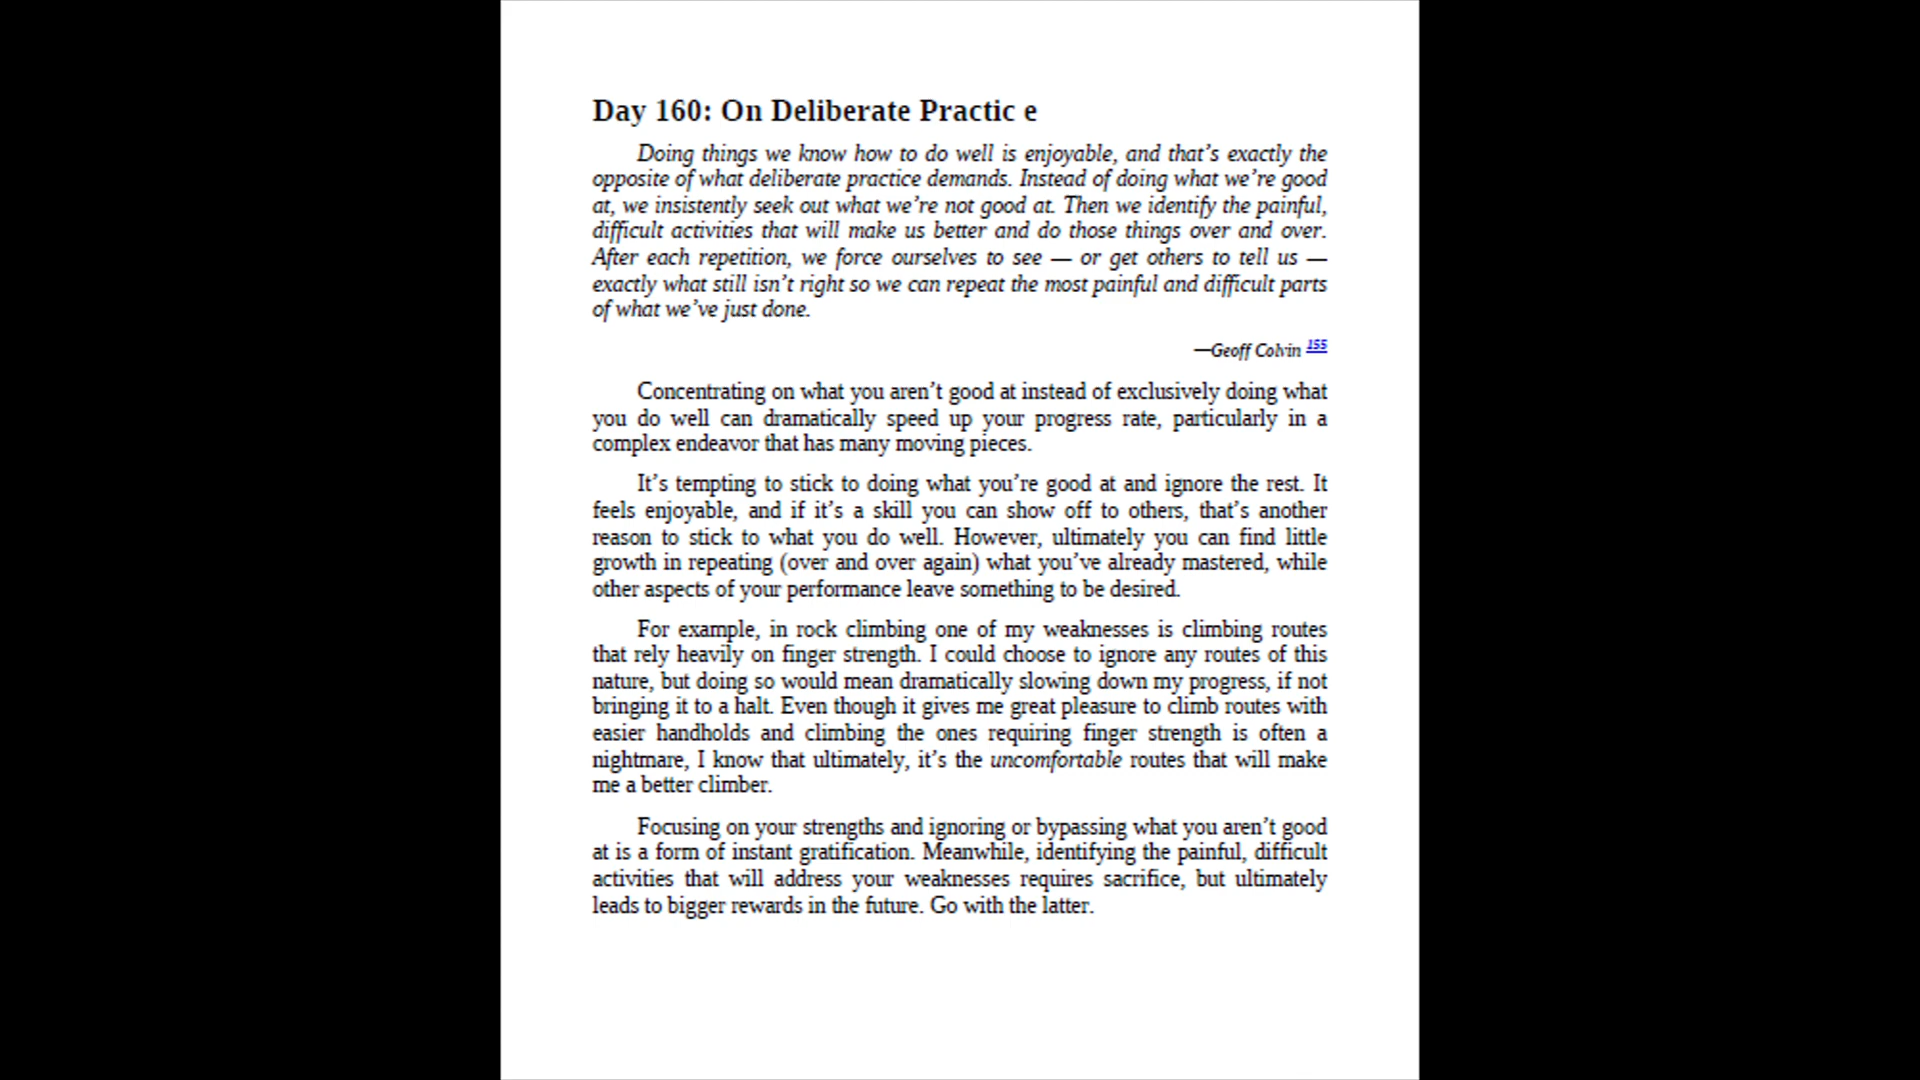 Day 160: On Deliberate Practic e
Doing things we know how to do well is enjoyable, and that’s exactly the
opposite of what deliberate practice demands. Instead of doing what we’re good
at, we insistently seek out what we’re not good at. Then we identify the painful,
difficult activities that will make us better and do those things over and over.
After each repetition, we force ourselves to see — or get others to tell us —
exactly what still isn’t right so we can repeat the most painful and difficult parts
of what we’ve just done.
—Geoff Colvin 155
Concentrating on what you aren’t good at instead of exclusively doing what
you do well can dramatically speed up your progress rate, particularly in a
complex endeavor that has many moving pieces.
It’s tempting to stick to doing what you’re good at and ignore the rest. It
feels enjoyable, and if it’s a skill you can show off to others, that’s another
reason to stick to what you do well. However, ultimately you can find little
growth in repeating (over and over again) what you’ve already mastered, while
other aspects of your performance leave something to be desired.
For example, in rock climbing one of my weaknesses is climbing routes
that rely heavily on finger strength. I could choose to ignore any routes of this
nature, but doing so would mean dramatically slowing down my progress, if not
bringing it to a halt. Even though it gives me great pleasure to climb routes with
easier handholds and climbing the ones requiring finger strength is often a
nightmare, I know that ultimately, it’s the uncomfortable routes that will make
me a better climber.
Focusing on your strengths and ignoring or bypassing what you aren’t good
at is a form of instant gratification. Meanwhile, identifying the painful, difficult
activities that will address your weaknesses requires sacrifice, but ultimately
leads to bigger rewards in the future. Go with the latter.